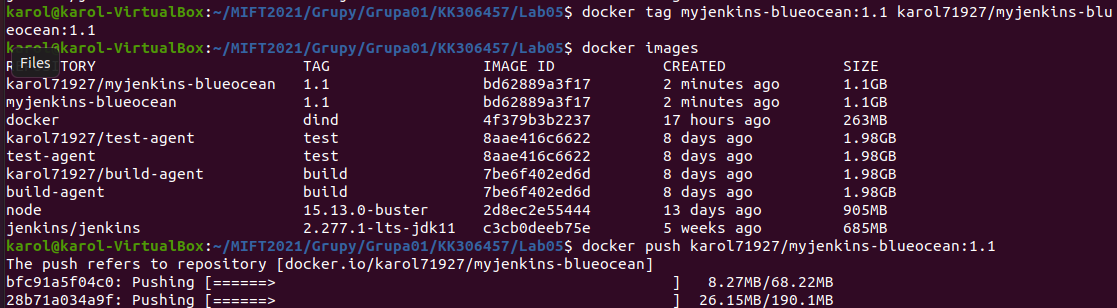 karol@karol-VirtualBox:~/MIFT2021/Grupy/Grupa01/KK306457/Lab05$ docker tag myjenkins-blueocean:1.1 karol71927/myjenkins-blu
eocean:1.1
karol@karol-VirtualBox:~/MIFT2021/Grupy/Grupa01/KK306457/Lab05$ docker images
Files
R TORY TAG IMAGE ID CREATED SIZE
karol71927/myjenkins-blueocean 1.1 bd62889a3f17 2 minutes ago 1.1GB
myjenkins-blueocean 1.1 bd62889a3f17 2 minutes ago 1.1GB
docker dind 4f379b3b2237 17 hours ago 263MB
karol71927/test-agent test 8aae416c6622 8 days ago 1.98GB
test-agent test 8aae416c6622 8 days ago 1.98GB
karol71927/build-agent build 7be6f402ed6d 8 days ago 1.98GB
build-agent build 7be6f402ed6d 8 days ago 1.98GB
node 15.13.0-buster 2d8ec2e55444 13 days ago 905MB
jenkins/jenkins 2.277.1-lts-jdk11 c3cb0deeb75e 5 weeks ago 685MB
karol@karol-VirtualBox:~/MIFT2021/Grupy/Grupa01/KK306457/Lab05$ docker push karol71927/myjenkins-blueocean:1.1
The push refers to repository [docker.io/karol71927/myjenkins-blueocean]
bfc91a5f04c0: Pushing [======> ] 8.27MB/68.22MB
28b71a034a9f: Pushing [======> ] 26.15MB/190.1MB